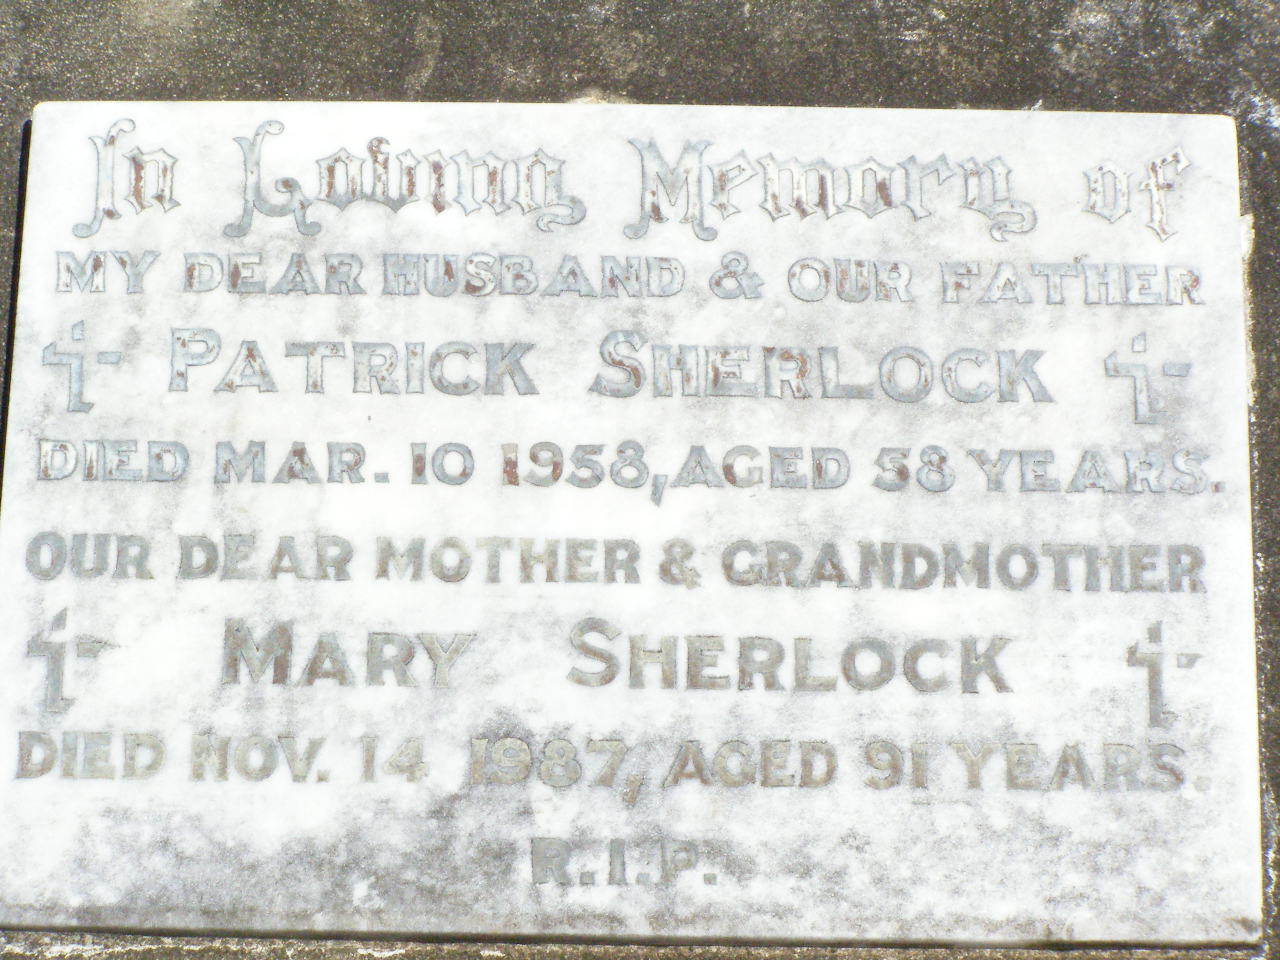 In Loving Memory of
MY DEAR HUSBAND & OUR FATHER
PATRICK SHERLOCK
DIED MAR. 10 1958, AGED 58 YEARS.
OUR DEAR MOTHER & GRANDMOTHER
MARY SHERLOCK
DIED NOV. 14 1987, AGED 91 YEARS.
R.I.P.